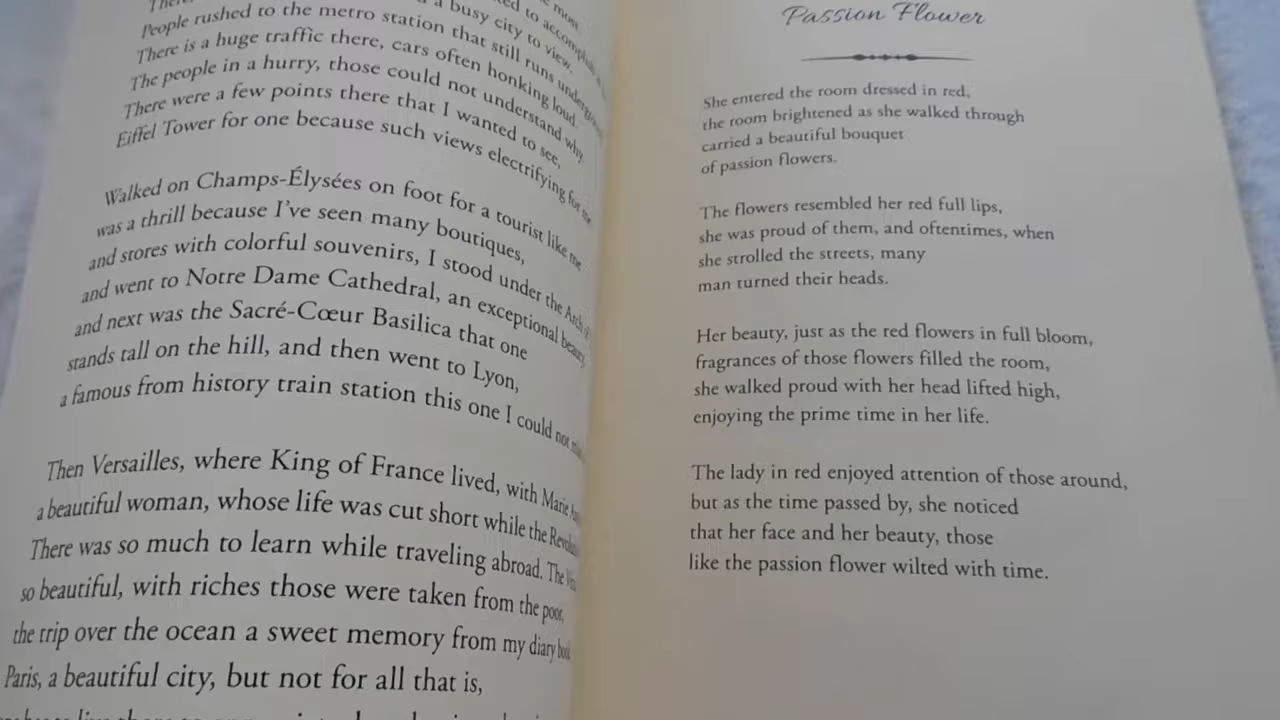 There
ed to accomplish
most.
a busy city to view.
People rushed to the metro station that still runs underground
There is a huge traffic there, cars often honking loud.
The people in a hurry, those could not understand why.
There were a few points there that I wanted to see,
Eiffel Tower for one because such views electrifying for me
Walked on Champs-Élysées on foot for a tourist like me
was a thrill because I've seen many boutiques,
and stores with colorful souvenirs, I stood under the Arch of
and went to Notre Dame Cathedral, an exceptional beauty
and next was the Sacré-Cœur Basilica that one
stands tall on the hill, and then went to Lyon,
a famous from history train station this one I could not
Then Versailles, where King of France lived, with Marie
a beautiful woman, whose life was cut short while the
There was so much to learn while traveling abroad. The
so beautiful, with riches those were taken from the poor,
the trip over the ocean a sweet memory from my diary book
Paris, a beautiful city, but not for all that is,
Passion Flower
She entered the room dressed in red,
the room brightened as she walked through
carried a beautiful bouquet
of passion flowers.
The flowers resembled her red full lips,
she was proud of them, and oftentimes, when
she strolled the streets, many
man turned their heads.
Her beauty, just as the red flowers in full bloom,
fragrances of those flowers filled the room,
she walked proud with her head lifted high,
enjoying the prime time in her life.
The lady in red enjoyed attention of those around,
but as the time passed by, she noticed
that her face and her beauty, those
like the passion flower wilted with time.